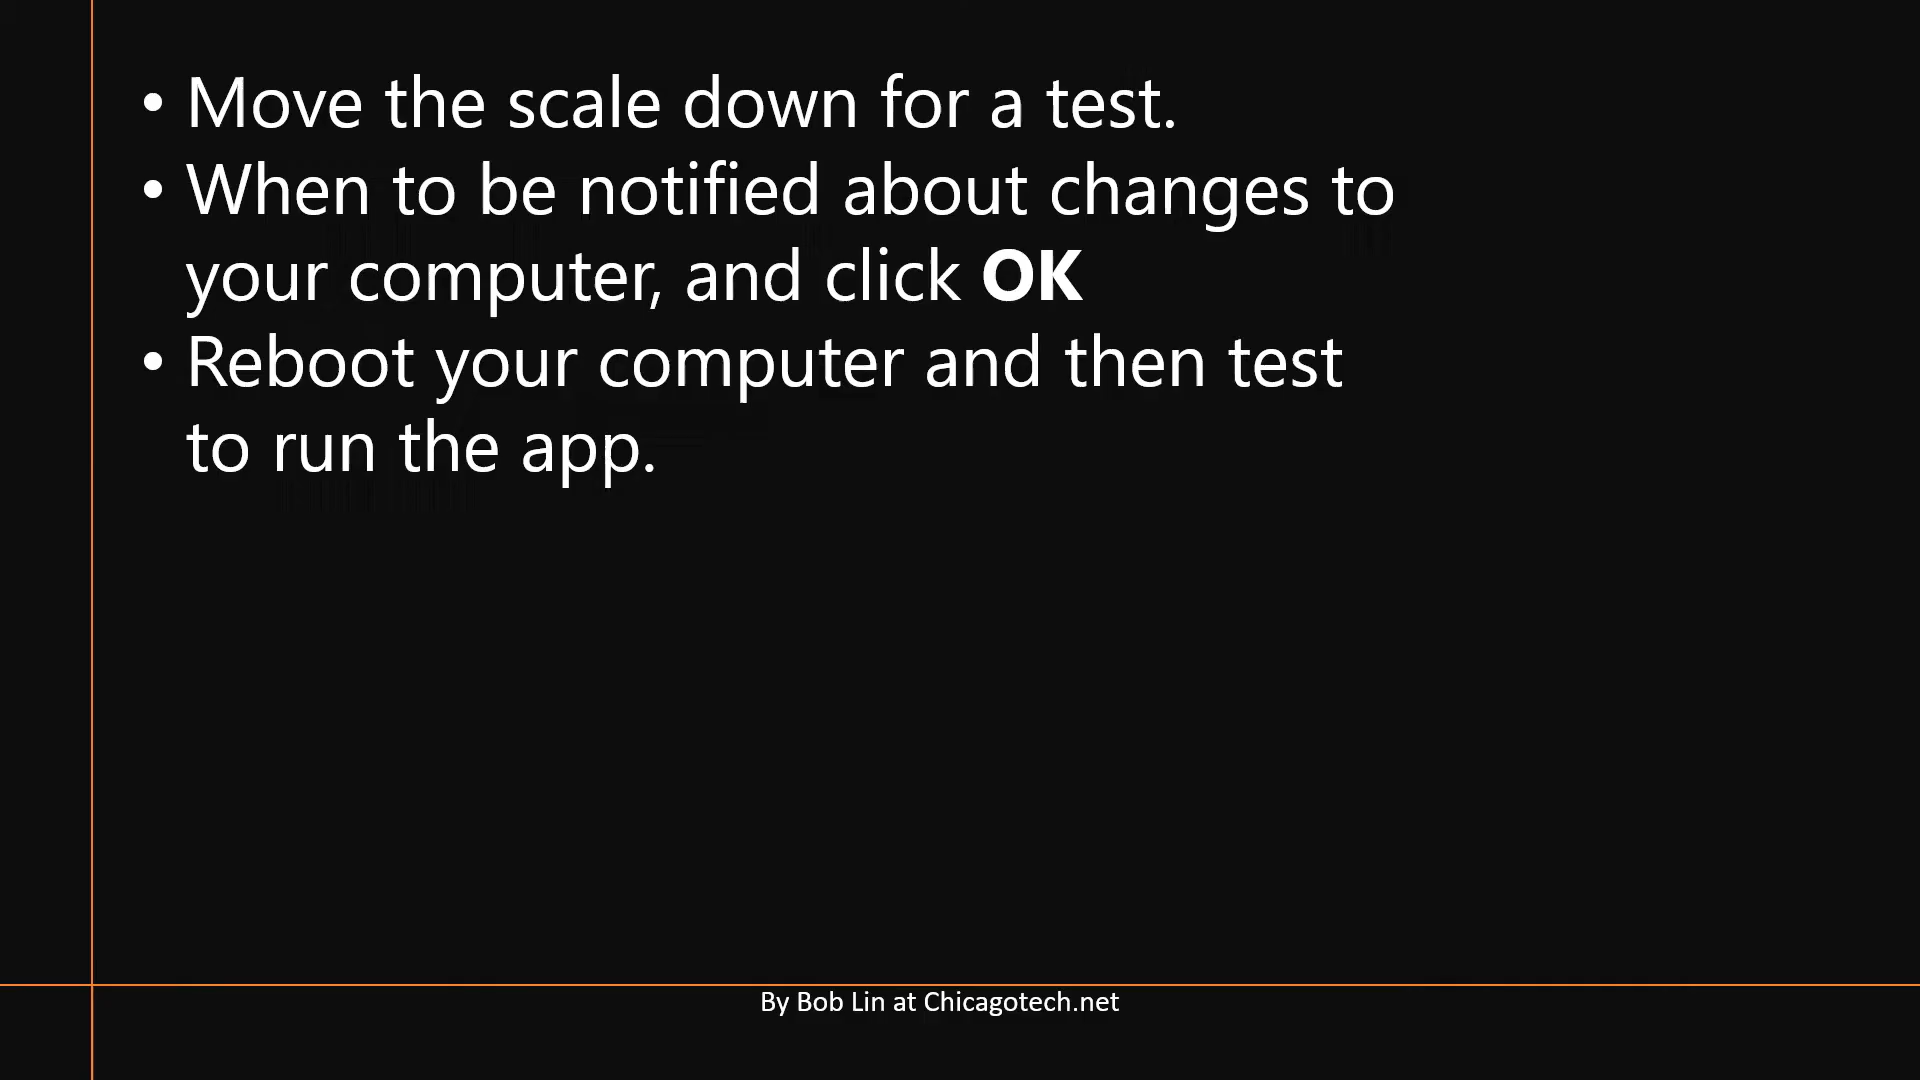 • Move the scale down for a test.
• When to be notified about changes to
your computer, and click OK
• Reboot your computer and then test
to run the app.
By Bob Lin at Chicagotech.net